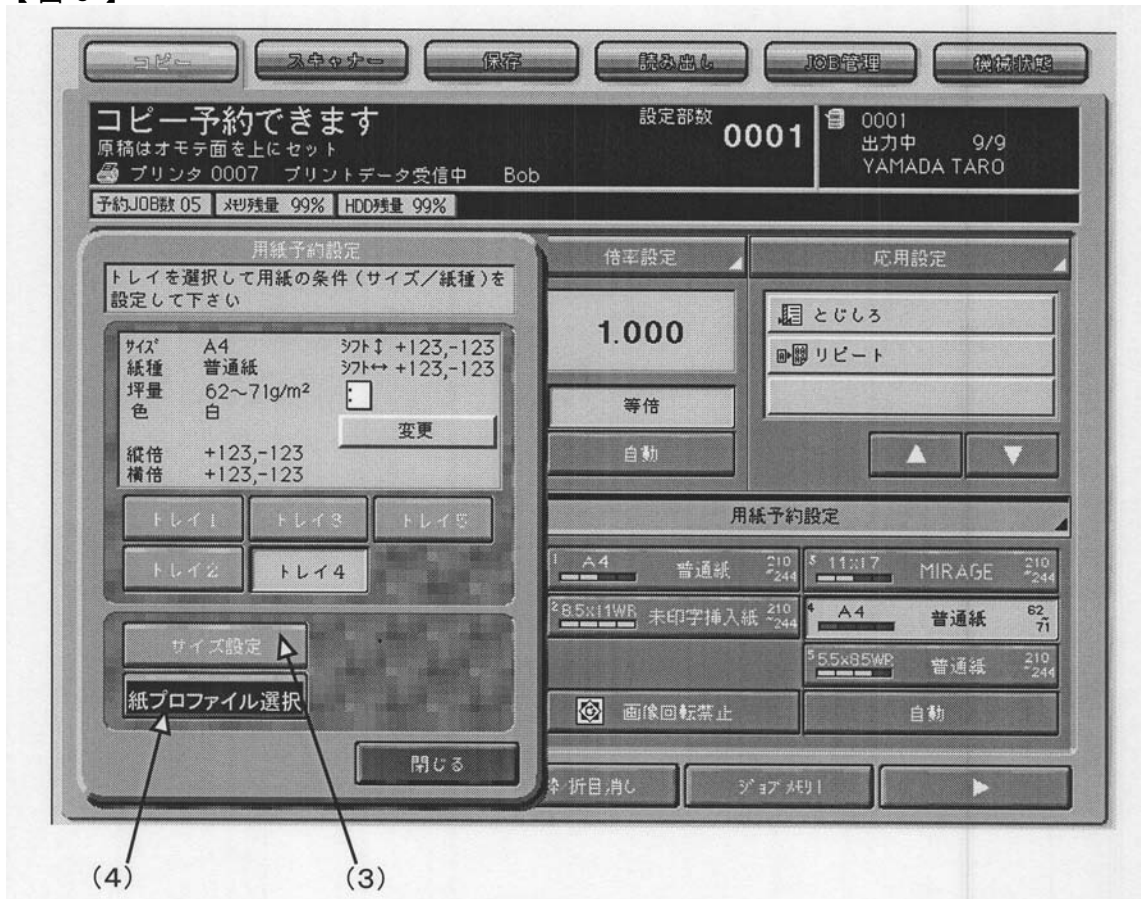 コピー スキャナー 保存 読み出し JOB管理 機械状態
コピー予約できます
設定部数 0001
原稿はオモテ面を上にセット
プリンタ 0007 プリントデータ受信中 Bob
0001
出力中 9/9
YAMADA TARO
予約JOB数 05 ﾒﾓﾘ残量 99% HDD残量 99%
用紙予約設定
トレイを選択して用紙の条件(サイズ/紙種)を
設定して下さい
ｻｲｽﾞ A4 ｼﾌﾄ↕ +123,-123
紙種 普通紙 ｼﾌﾄ↔ +123,-123
坪量 62～71g/m²
色 白
変更
縦倍 +123,-123
横倍 +123,-123
トレイ1 トレイ3 トレイ5
トレイ2 トレイ4
サイズ設定
紙プロファイル選択
閉じる
倍率設定
1.000
等倍
自動
応用設定
とじしろ
リピート
▲ ▼
用紙予約設定
1 A4 普通紙 210~244
3 11x17 MIRAGE 210~244
2 8.5x11WR 未印字挿入紙 210~244
4 A4 普通紙 62~71
5 5.5x8.5WR 普通紙 210~244
画像回転禁止 自動
枠/折目消し ジョブメモリ ▶
(4) (3)